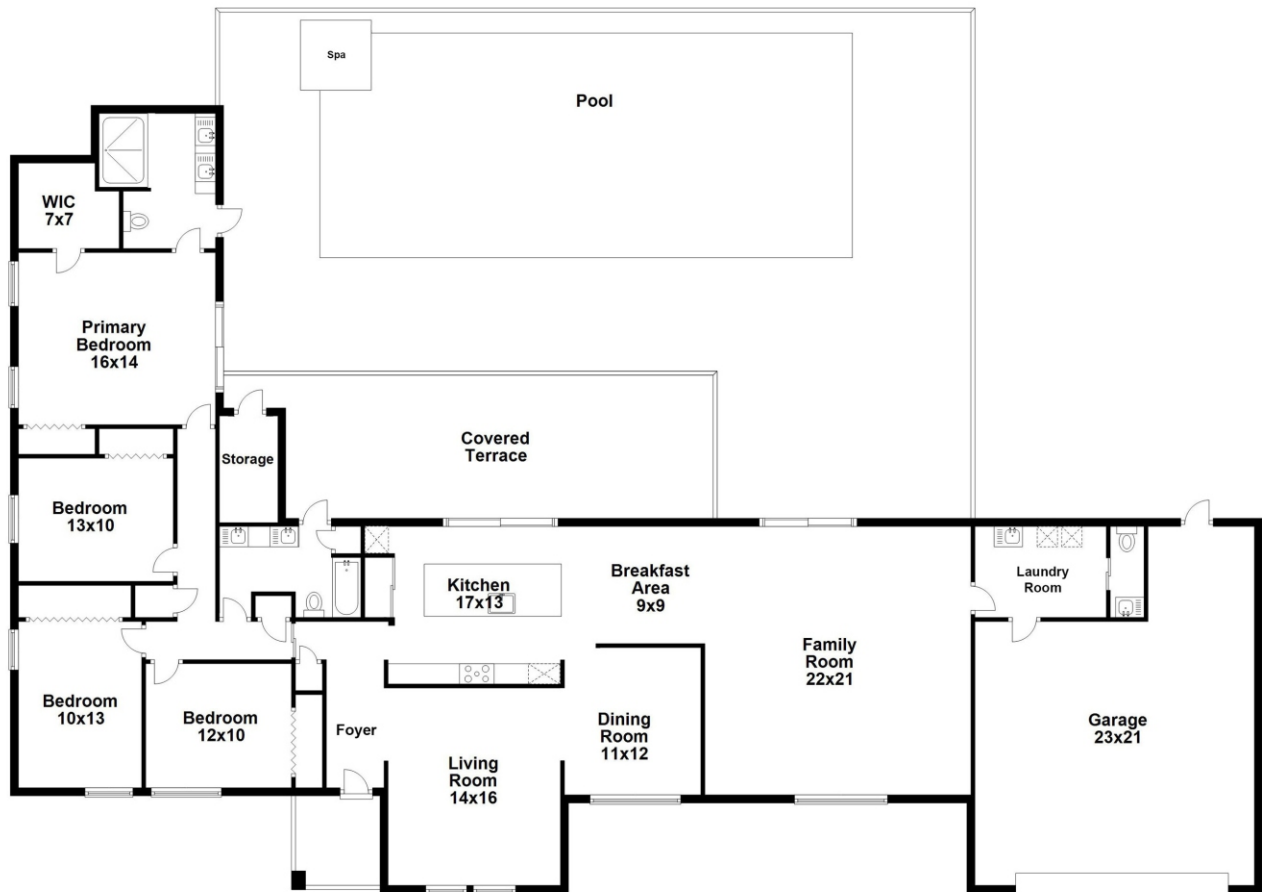 Spa
Pool
WIC
7x7
Primary
Bedroom
16x14
Covered
Terrace
Storage
Bedroom
13x10
Kitchen
17x13
Breakfast
Area
9x9
Laundry
Room
Family
Room
22x21
Bedroom
10x13
Bedroom
12x10
Foyer
Living
Room
14x16
Dining
Room
11x12
Garage
23x21